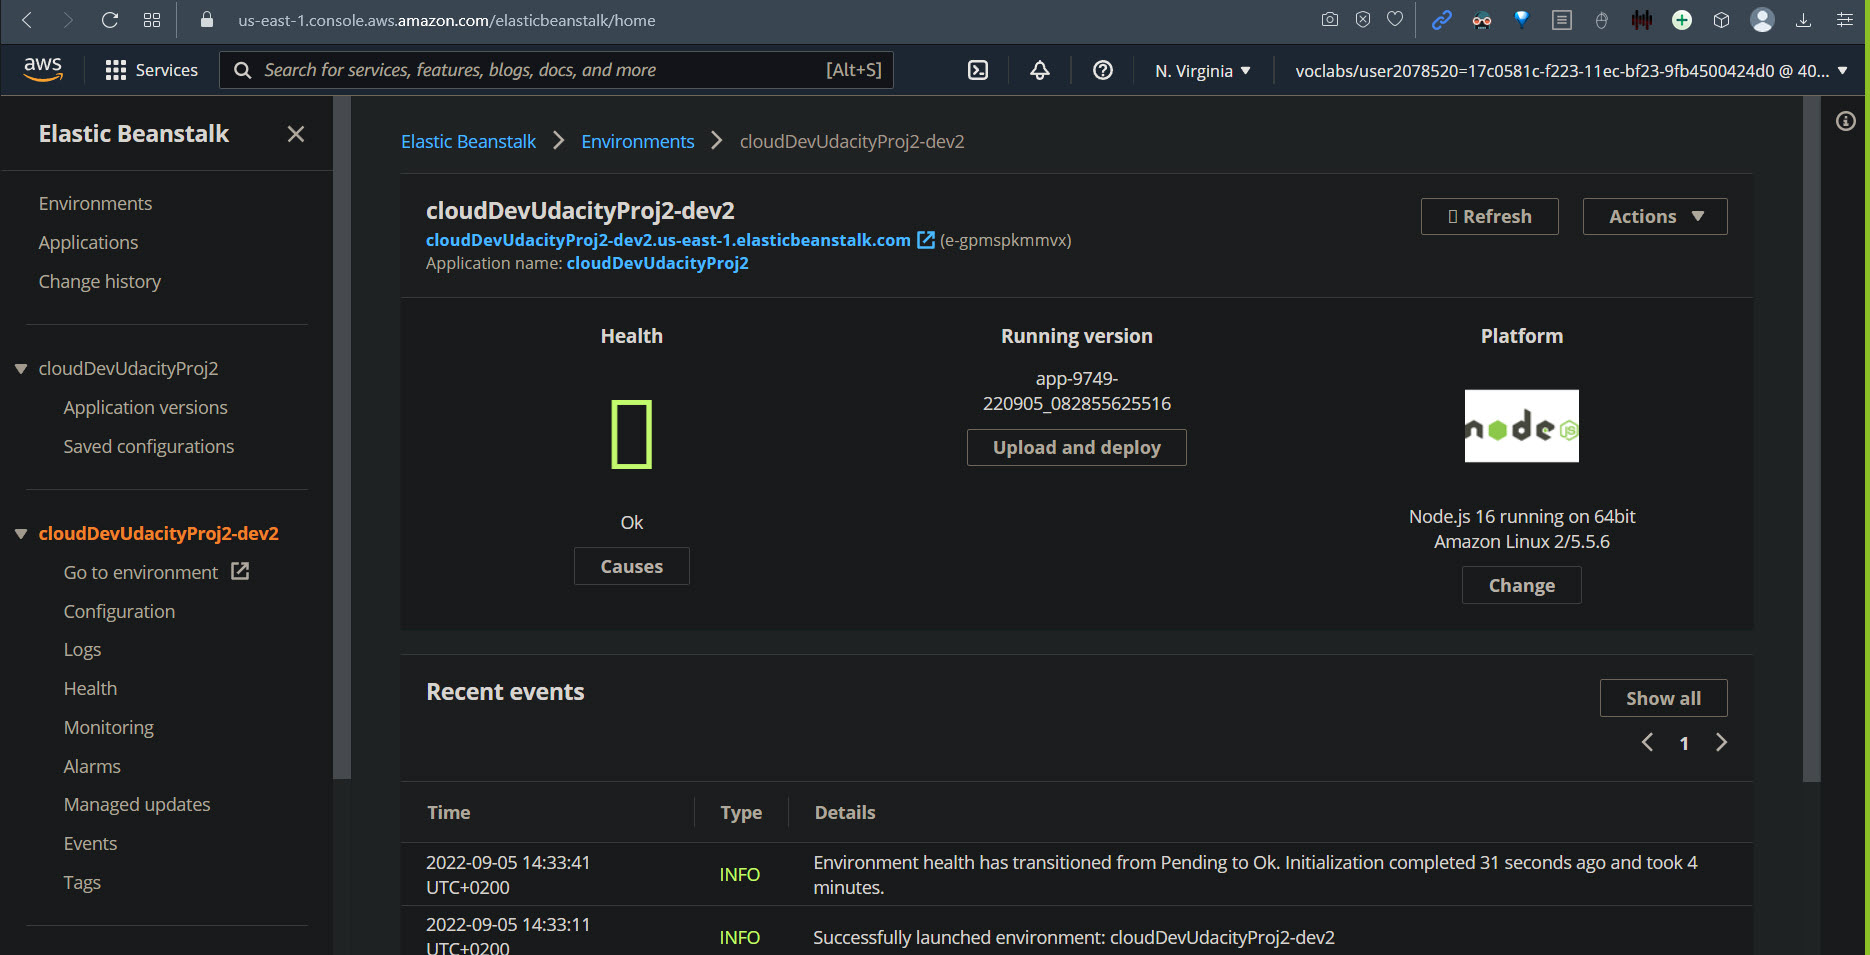 us-east-1.console.aws.amazon.com/elasticbeanstalk/home
aws
Services
Search for services, features, blogs, docs, and more
[Alt+S]
N. Virginia
voclabs/user2078520=17c0581c-f223-11ec-bf23-9fb4500424d0 @ 40...
Elastic Beanstalk
Environments
Applications
Change history
cloudDevUdacityProj2
Application versions
Saved configurations
cloudDevUdacityProj2-dev2
Go to environment
Configuration
Logs
Health
Monitoring
Alarms
Managed updates
Events
Tags
Elastic Beanstalk
Environments
cloudDevUdacityProj2-dev2
cloudDevUdacityProj2-dev2
cloudDevUdacityProj2-dev2.us-east-1.elasticbeanstalk.com (e-gpmspkmmvx)
Application name: cloudDevUdacityProj2
Refresh
Actions
Health
Ok
Causes
Running version
app-9749-
220905_082855625516
Upload and deploy
Platform
node
JS
Node.js 16 running on 64bit
Amazon Linux 2/5.5.6
Change
Recent events
Show all
1
Time
Type
Details
2022-09-05 14:33:41
UTC+0200
INFO
Environment health has transitioned from Pending to Ok. Initialization completed 31 seconds ago and took 4
minutes.
2022-09-05 14:33:11
UTC+0200
INFO
Successfully launched environment: cloudDevUdacityProj2-dev2